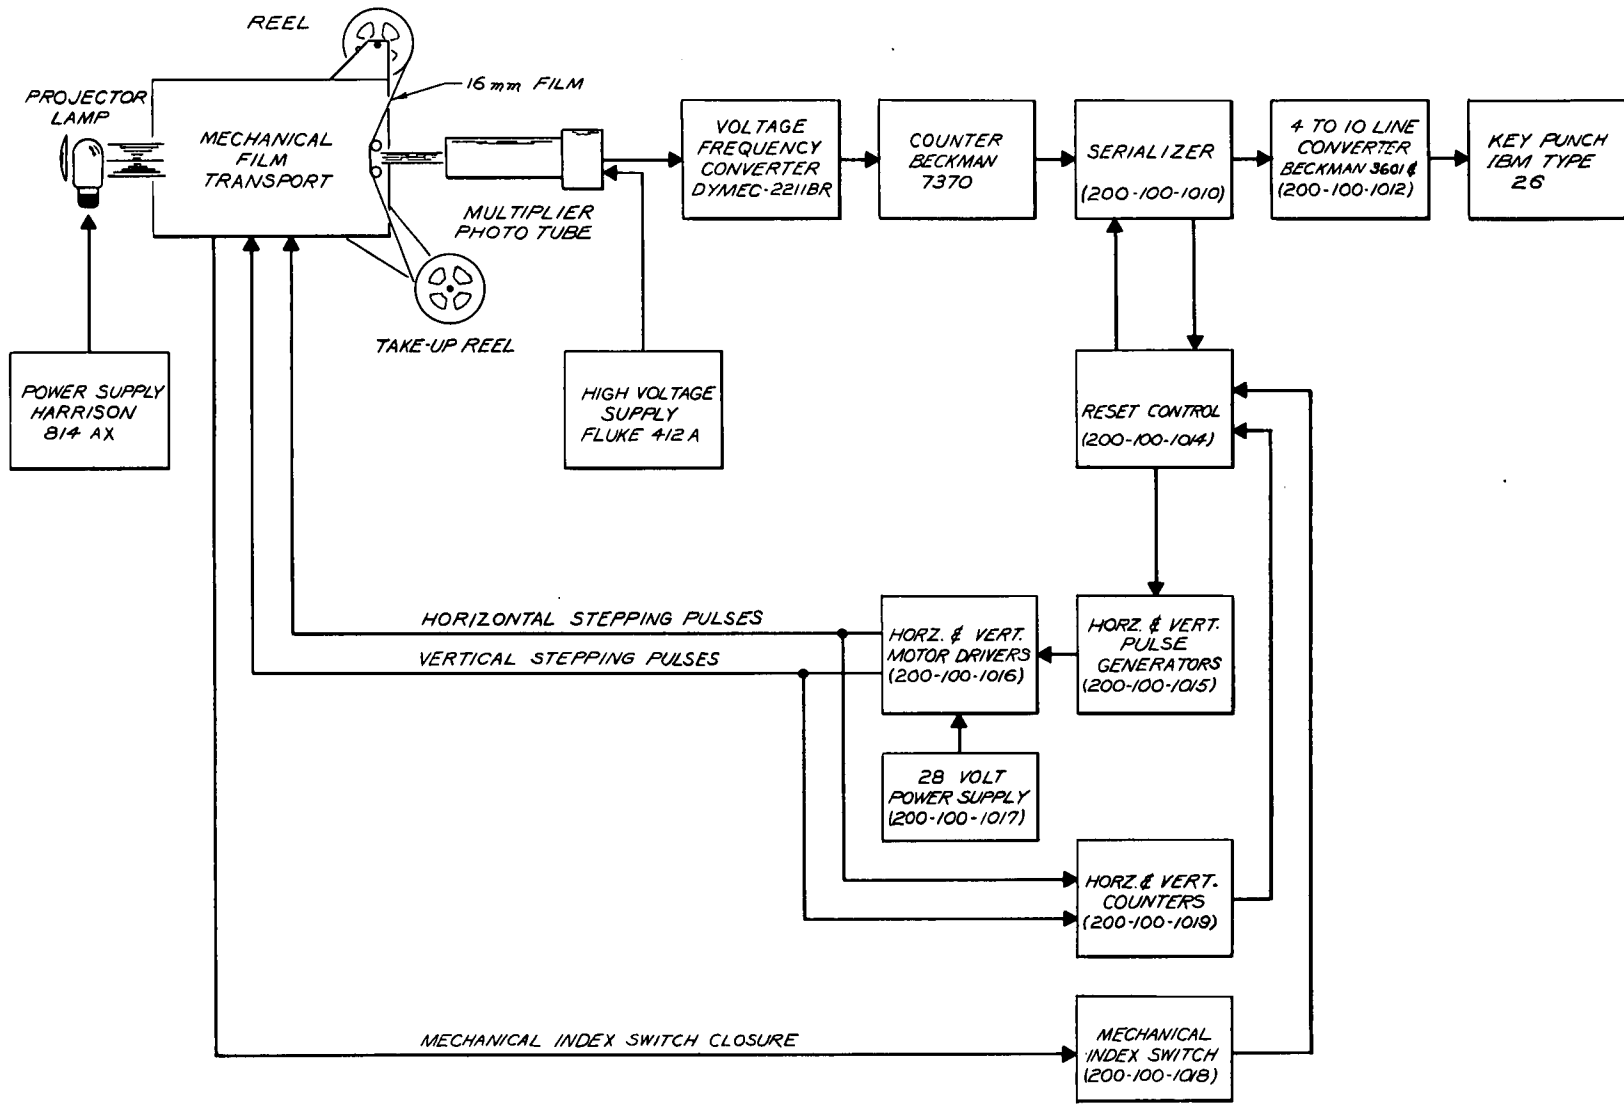 REEL
16mm FILM
PROJECTOR
LAMP
MECHANICAL
FILM
TRANSPORT
MULTIPLIER
PHOTO TUBE
VOLTAGE
FREQUENCY
CONVERTER
DYMEC-2211BR
COUNTER
BECKMAN
7370
SERIALIZER
(200-100-1010)
4 TO 10 LINE
CONVERTER
BECKMAN 3601 &
(200-100-1012)
KEY PUNCH
IBM TYPE
26
TAKE-UP REEL
POWER SUPPLY
HARRISON
814 AX
HIGH VOLTAGE
SUPPLY
FLUKE 412A
RESET CONTROL
(200-100-1014)
HORIZONTAL STEPPING PULSES
VERTICAL STEPPING PULSES
HORZ. & VERT.
MOTOR DRIVERS
(200-100-1016)
HORZ. & VERT.
PULSE
GENERATORS
(200-100-1015)
28 VOLT
POWER SUPPLY
(200-100-1017)
HORZ. & VERT.
COUNTERS
(200-100-1019)
MECHANICAL INDEX SWITCH CLOSURE
MECHANICAL
INDEX SWITCH
(200-100-1018)